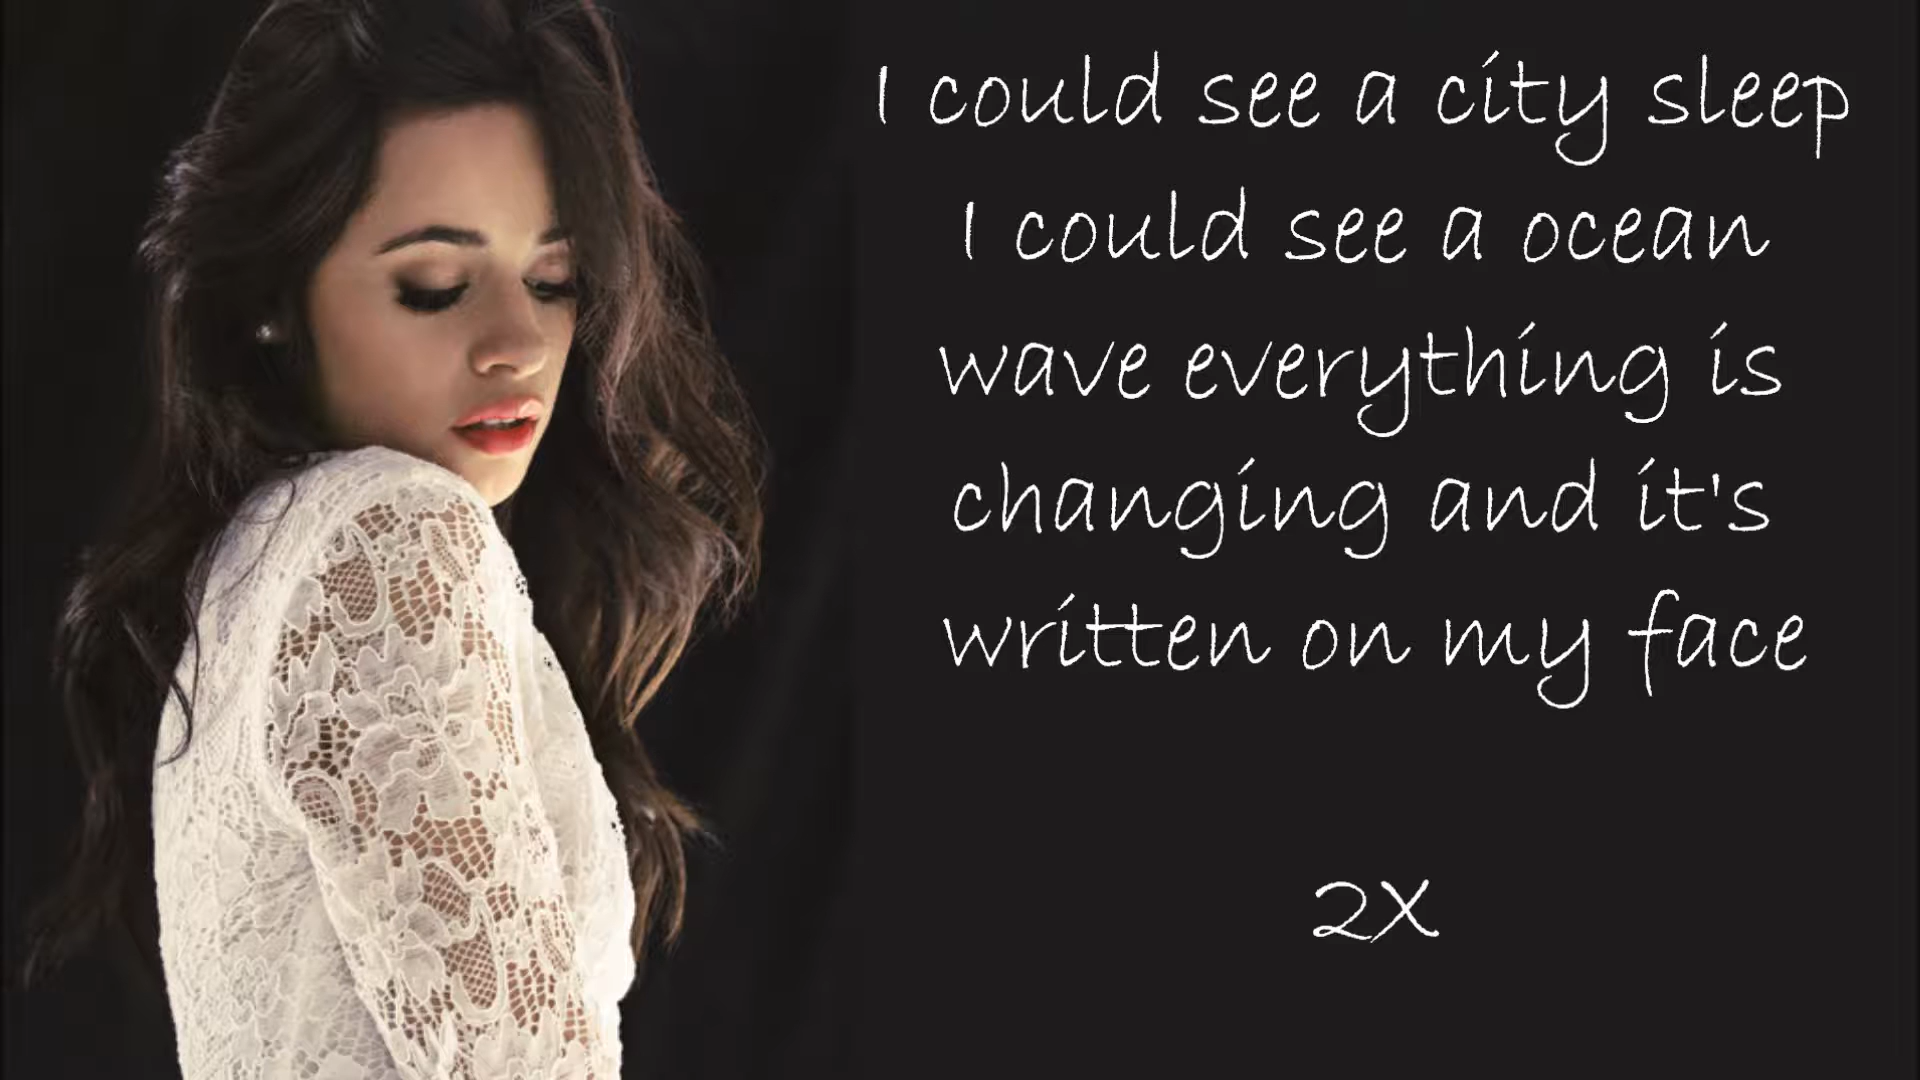 I could see a city sleep
I could see a ocean
wave everything is
changing and it's
written on my face
2X